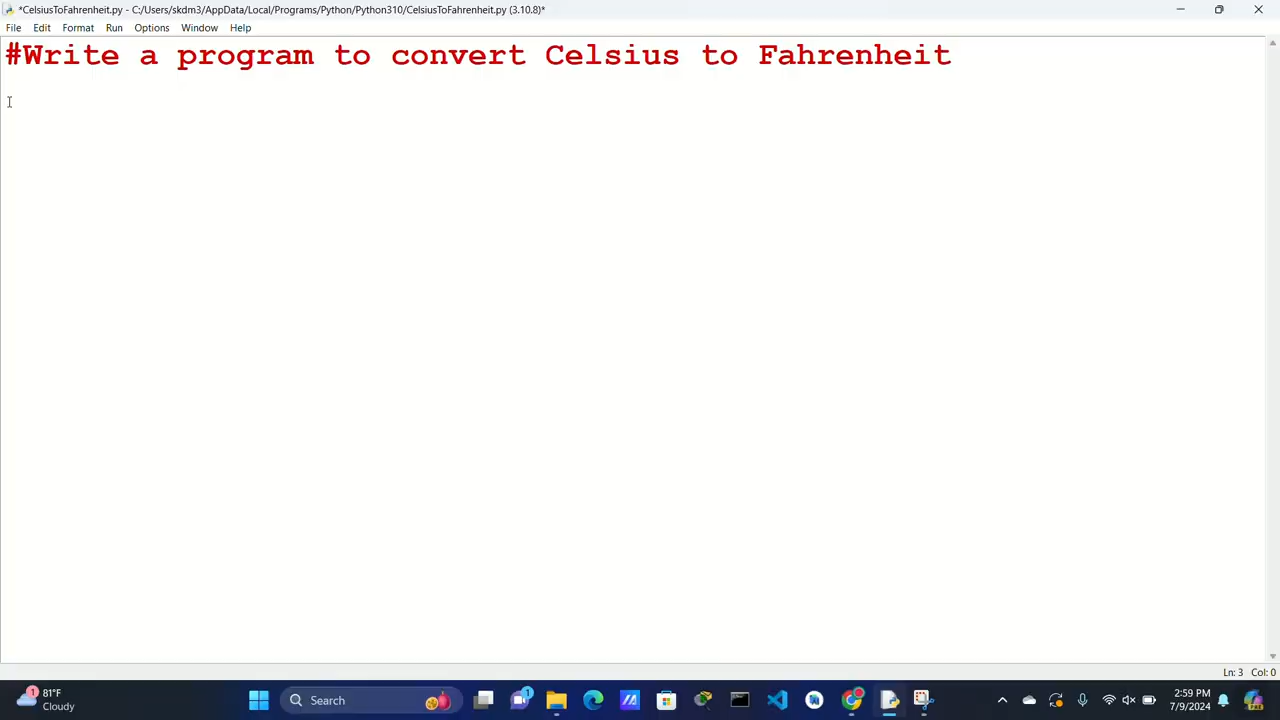 *CelsiusToFahrenheit.py - C:/Users/skdm3/AppData/Local/Programs/Python/Python310/CelsiusToFahrenheit.py (3.10.8)*
File Edit Format Run Options Window Help
#Write a program to convert Celsius to Fahrenheit
Ln: 3 Col: 0
1
81°F
Cloudy
Search
1
2:59 PM
7/9/2024